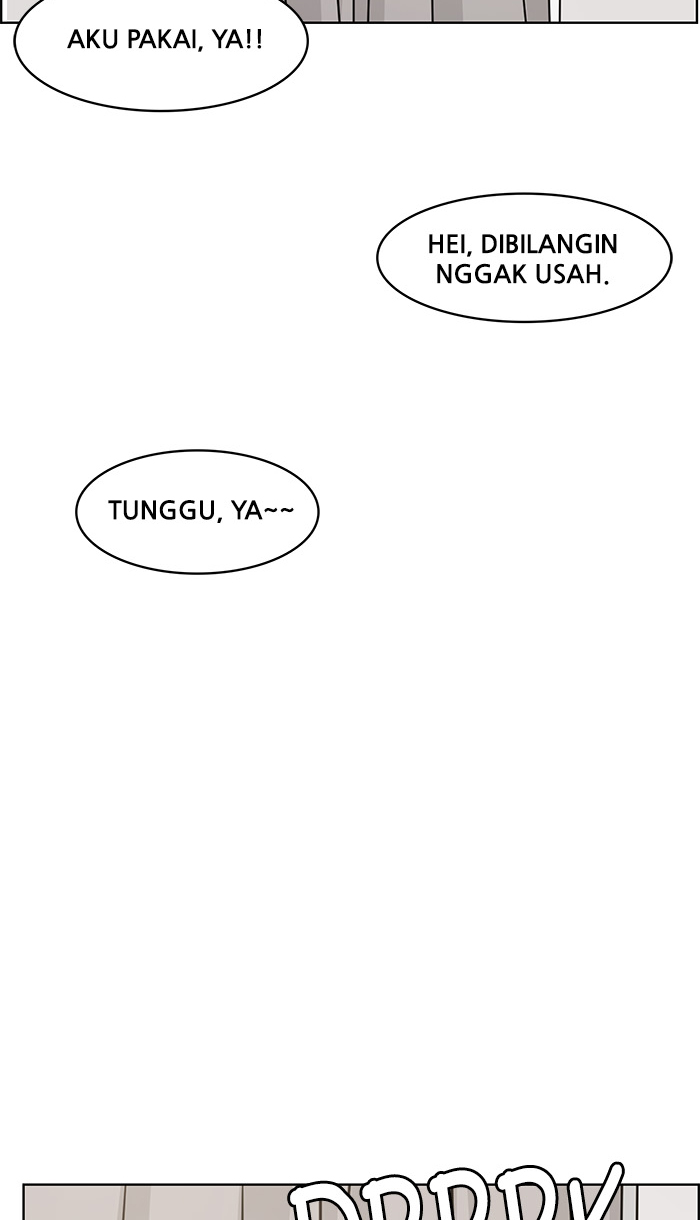 AKU PAKAI, YA!!
HEI, DIBILANGIN
NGGAK USAH.
TUNGGU, YA~~